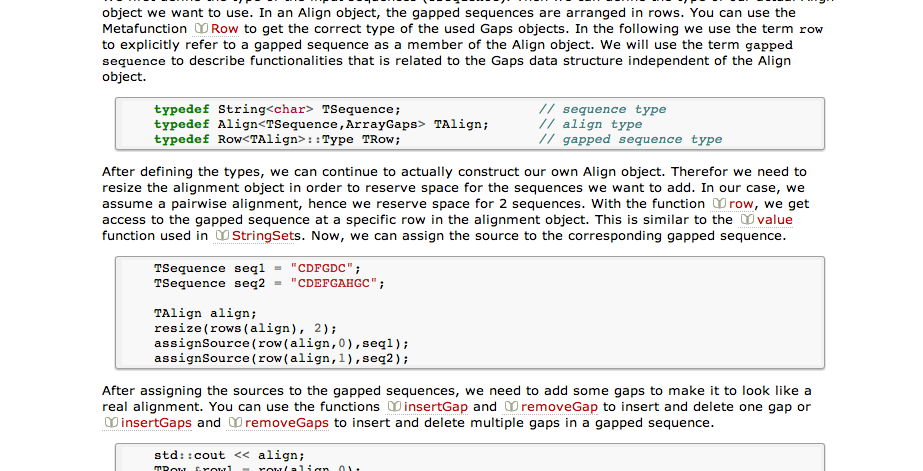 object we want to use. In an Align object, the gapped sequences are arranged in rows. You can use the
Metafunction Row to get the correct type of the used Gaps objects. In the following we use the term row
to explicitly refer to a gapped sequence as a member of the Align object. We will use the term gapped
sequence to describe functionalities that is related to the Gaps data structure independent of the Align
object.
typedef String<char> TSequence; // sequence type
typedef Align<TSequence,ArrayGaps> TAlign; // align type
typedef Row<TAlign>::Type TRow; // gapped sequence type
After defining the types, we can continue to actually construct our own Align object. Therefor we need to
resize the alignment object in order to reserve space for the sequences we want to add. In our case, we
assume a pairwise alignment, hence we reserve space for 2 sequences. With the function row, we get
access to the gapped sequence at a specific row in the alignment object. This is similar to the value
function used in StringSets. Now, we can assign the source to the corresponding gapped sequence.
TSequence seq1 = "CDFGDC";
TSequence seq2 = "CDEFGAHGC";
TAlign align;
resize(rows(align), 2);
assignSource(row(align,0),seq1);
assignSource(row(align,1),seq2);
After assigning the sources to the gapped sequences, we need to add some gaps to make it to look like a
real alignment. You can use the functions insertGap and removeGap to insert and delete one gap or
insertGaps and removeGaps to insert and delete multiple gaps in a gapped sequence.
std::cout << align;
TRow &row1 = row(align,0);